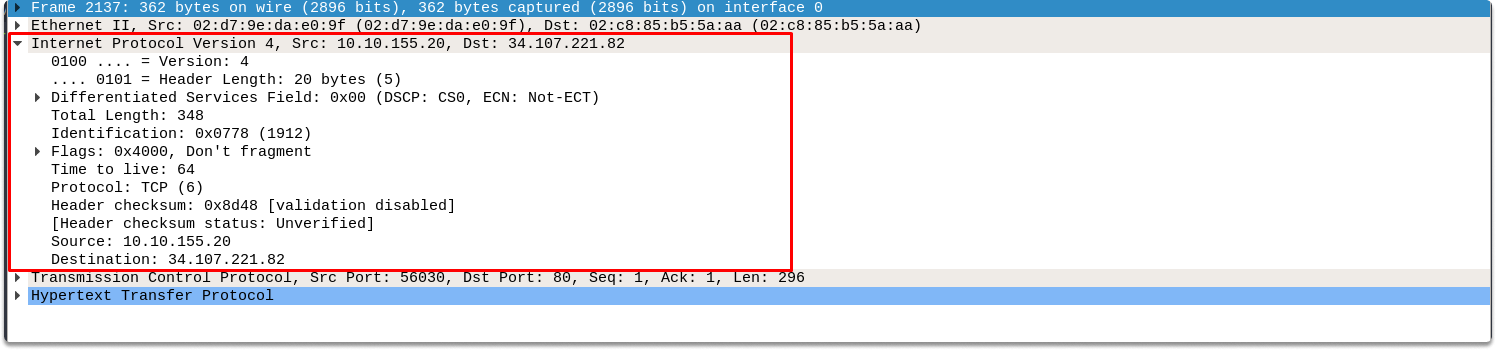 Frame 2137: 362 bytes on wire (2896 bits), 362 bytes captured (2896 bits) on interface 0
Ethernet II, Src: 02:d7:9e:da:e0:9f (02:d7:9e:da:e0:9f), Dst: 02:c8:85:b5:5a:aa (02:c8:85:b5:5a:aa)
Internet Protocol Version 4, Src: 10.10.155.20, Dst: 34.107.221.82
0100 .... = Version: 4
.... 0101 = Header Length: 20 bytes (5)
Differentiated Services Field: 0x00 (DSCP: CS0, ECN: Not-ECT)
Total Length: 348
Identification: 0x0778 (1912)
Flags: 0x4000, Don't fragment
Time to live: 64
Protocol: TCP (6)
Header checksum: 0x8d48 [validation disabled]
[Header checksum status: Unverified]
Source: 10.10.155.20
Destination: 34.107.221.82
Transmission Control Protocol, Src Port: 56030, Dst Port: 80, Seq: 1, Ack: 1, Len: 296
Hypertext Transfer Protocol